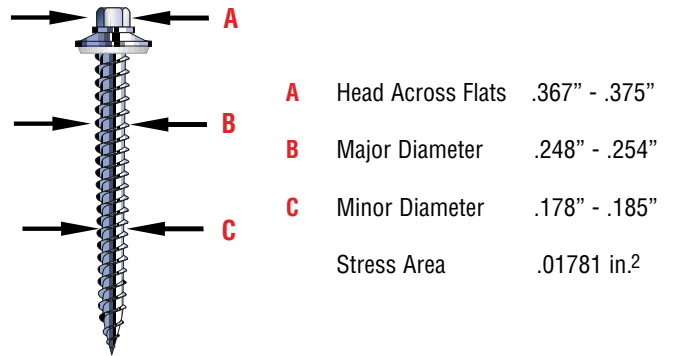 A
A Head Across Flats .367” - .375”
B
B Major Diameter .248” - .254”
C
C Minor Diameter .178” - .185”
Stress Area .01781 in.2